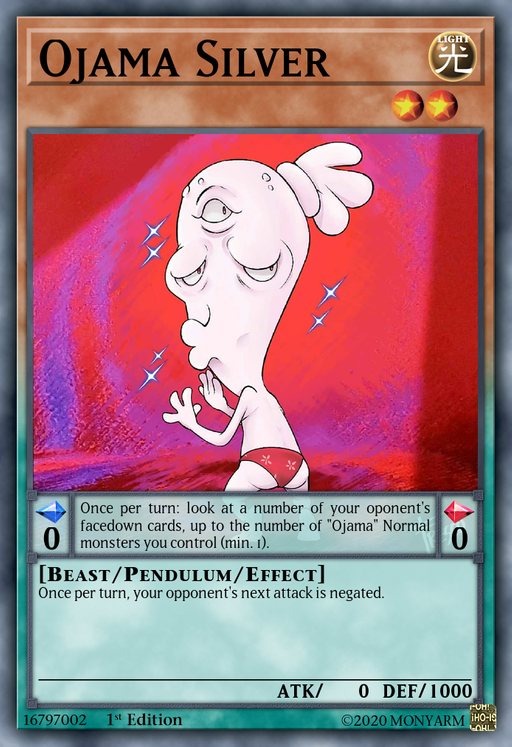 Ojama Silver
LIGHT
光
Once per turn: look at a number of your oponent's
facedown cards, up to the number of "Ojama" Normal
monsters you control (min. 1).
0
0
[Beast/Pendulum/Effect]
Once per turn, your opponent's next attack is negated.
ATK/ 0 DEF/1000
16797002 1st Edition ©2020 MONYARM